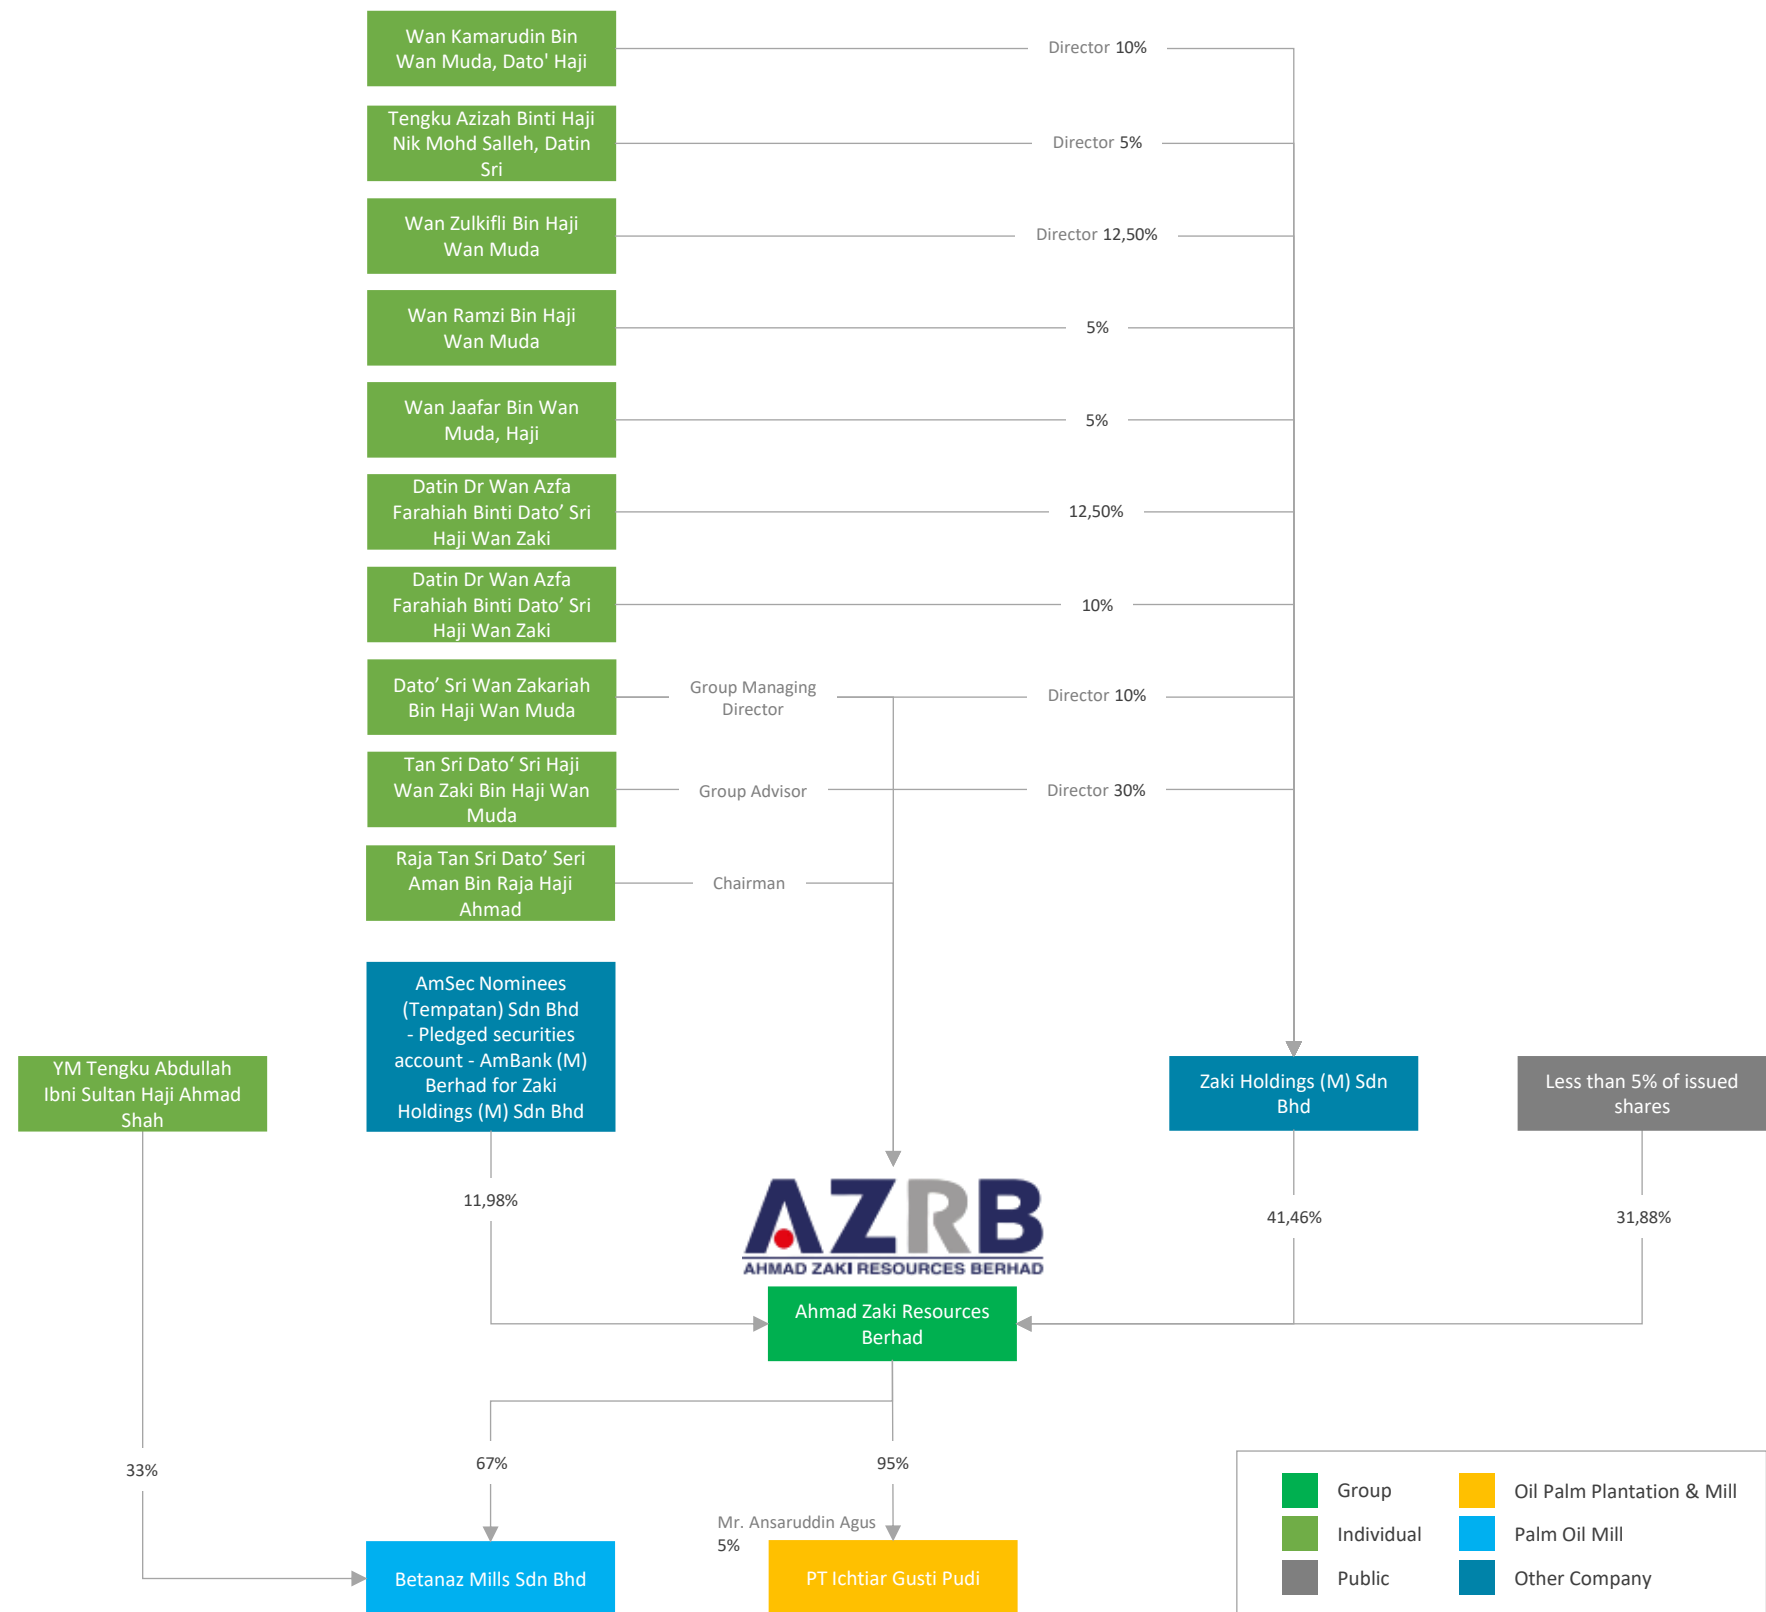 Wan Kamarudin Bin
Wan Muda, Dato' Haji
Director 10%
Tengku Azizah Binti Haji
Nik Mohd Salleh, Datin
Sri
Director 5%
Wan Zulkifli Bin Haji
Wan Muda
Director 12,50%
Wan Ramzi Bin Haji
Wan Muda
5%
Wan Jaafar Bin Wan
Muda, Haji
5%
Datin Dr Wan Azfa
Farahiah Binti Dato’ Sri
Haji Wan Zaki
12,50%
Datin Dr Wan Azfa
Farahiah Binti Dato’ Sri
Haji Wan Zaki
10%
Dato’ Sri Wan Zakariah
Bin Haji Wan Muda
Group Managing
Director
Director 10%
Tan Sri Dato‘ Sri Haji
Wan Zaki Bin Haji Wan
Muda
Group Advisor
Director 30%
Raja Tan Sri Dato’ Seri
Aman Bin Raja Haji
Ahmad
Chairman
AmSec Nominees
(Tempatan) Sdn Bhd
- Pledged securities
account - AmBank (M)
Berhad for Zaki
Holdings (M) Sdn Bhd
YM Tengku Abdullah
Ibni Sultan Haji Ahmad
Shah
Zaki Holdings (M) Sdn
Bhd
Less than 5% of issued
shares
11,98%
41,46%
31,88%
AZRB
AHMAD ZAKI RESOURCES BERHAD
Ahmad Zaki Resources
Berhad
33%
67%
95%
Mr. Ansaruddin Agus
5%
Betanaz Mills Sdn Bhd
PT Ichtiar Gusti Pudi
Group
Oil Palm Plantation & Mill
Individual
Palm Oil Mill
Public
Other Company